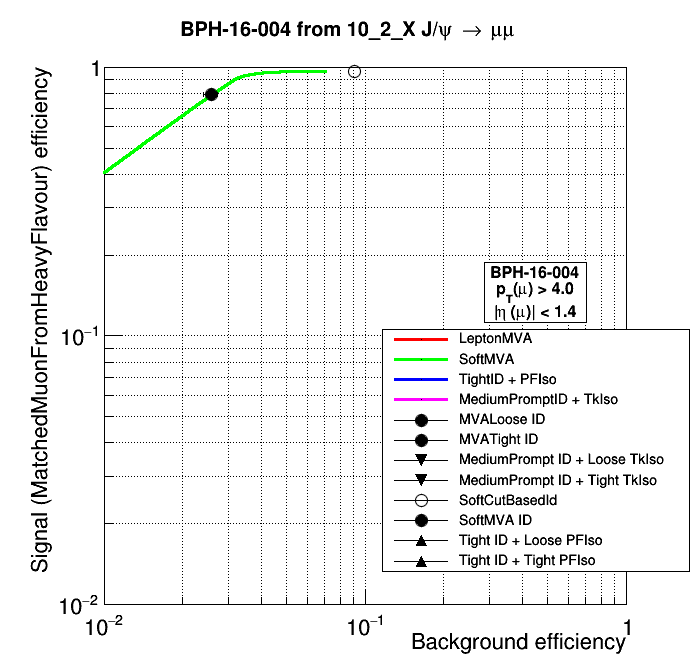 BPH-16-004 from 10_2_X J/ψ → μμ
Signal (MatchedMuonFromHeavyFlavour) efficiency
1
10⁻¹
10⁻²
BPH-16-004
p_T(μ) > 4.0
|η (μ)| < 1.4
LeptonMVA
SoftMVA
TightID + PFIso
MediumPromptID + TkIso
MVALoose ID
MVATight ID
MediumPrompt ID + Loose TkIso
MediumPrompt ID + Tight TkIso
SoftCutBasedId
SoftMVA ID
Tight ID + Loose PFIso
Tight ID + Tight PFIso
10⁻² 10⁻¹ 1
Background efficiency